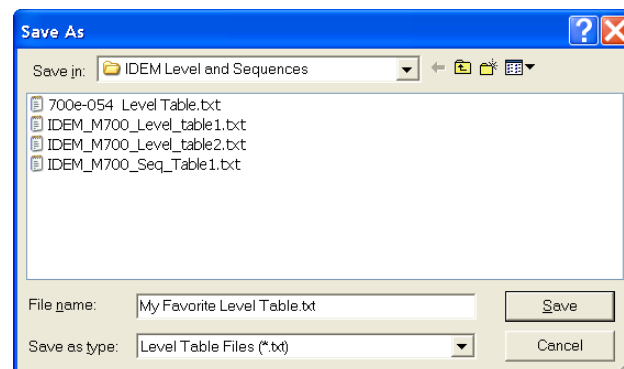 Save As
Save in: IDEM Level and Sequences
700e-054 Level Table.txt
IDEM_M700_Level_table1.txt
IDEM_M700_Level_table2.txt
IDEM_M700_Seq_Table1.txt
File name: My Favorite Level Table.txt Save
Save as type: Level Table Files (*.txt) Cancel